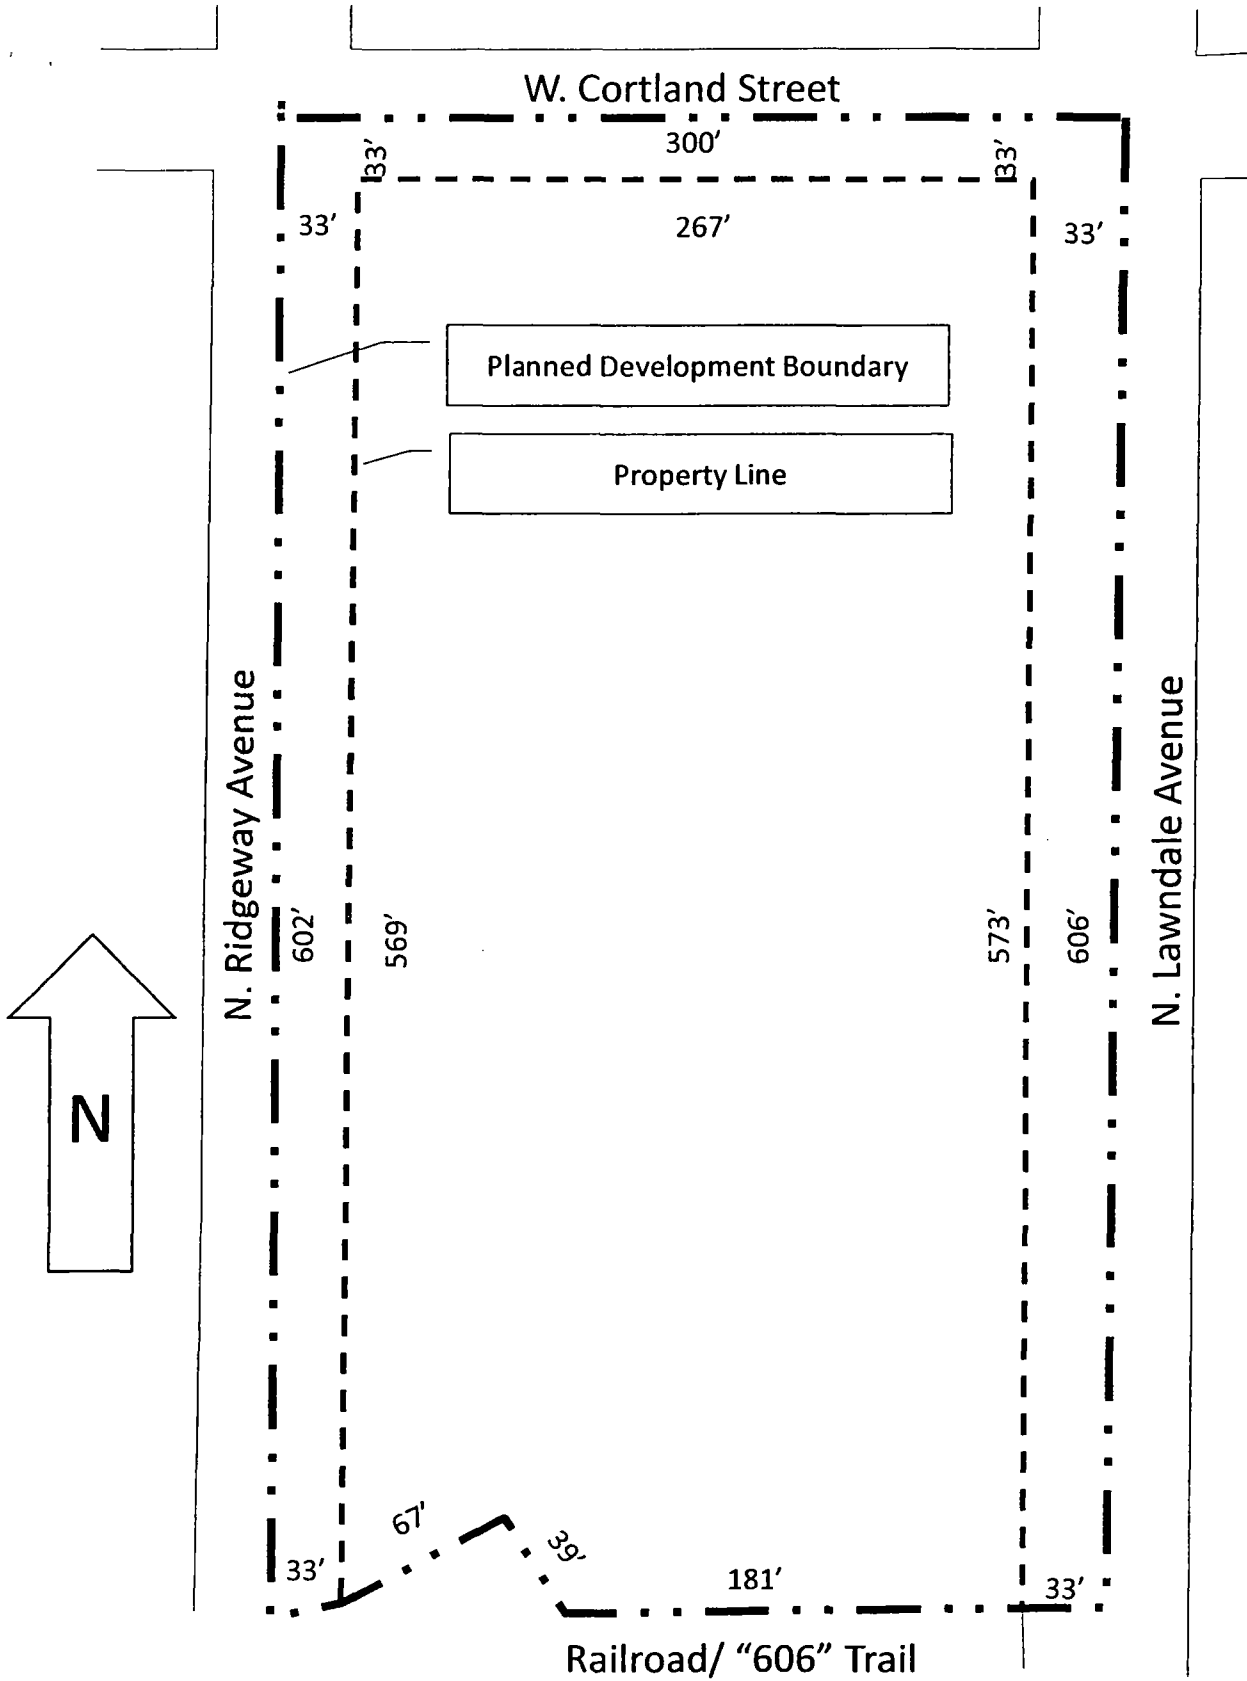 W. Cortland Street
300'
33'
33'
33'
267'
33'
Planned Development Boundary
Property Line
N. Ridgeway Avenue
602'
569'
573'
606'
N. Lawndale Avenue
N
67'
39'
33'
181'
33'
Railroad/ “606” Trail